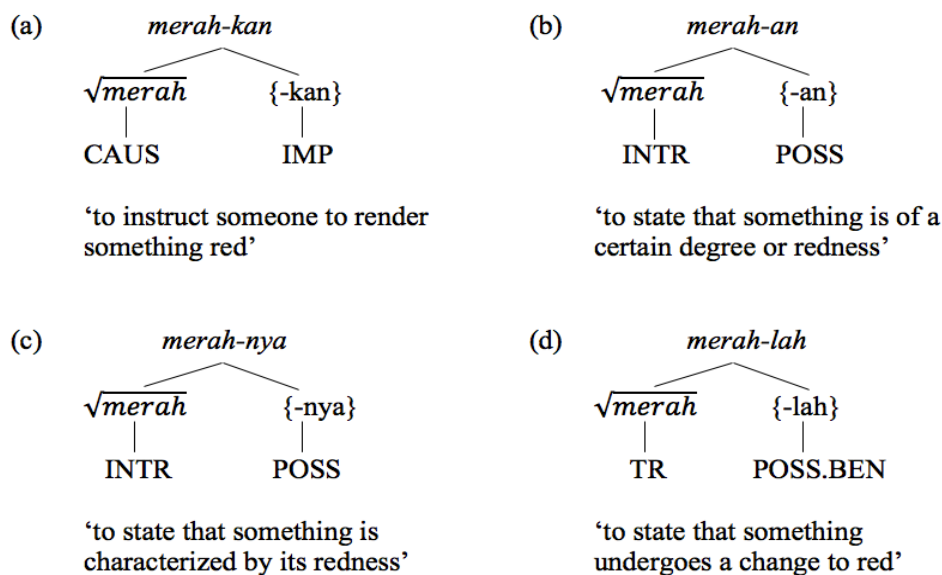 (a) merah-kan
√merah {-kan}
CAUS IMP
‘to instruct someone to render
something red’
(b) merah-an
√merah {-an}
INTR POSS
‘to state that something is of a
certain degree or redness’
(c) merah-nya
√merah {-nya}
INTR POSS
‘to state that something is
characterized by its redness’
(d) merah-lah
√merah {-lah}
TR POSS.BEN
‘to state that something
undergoes a change to red’